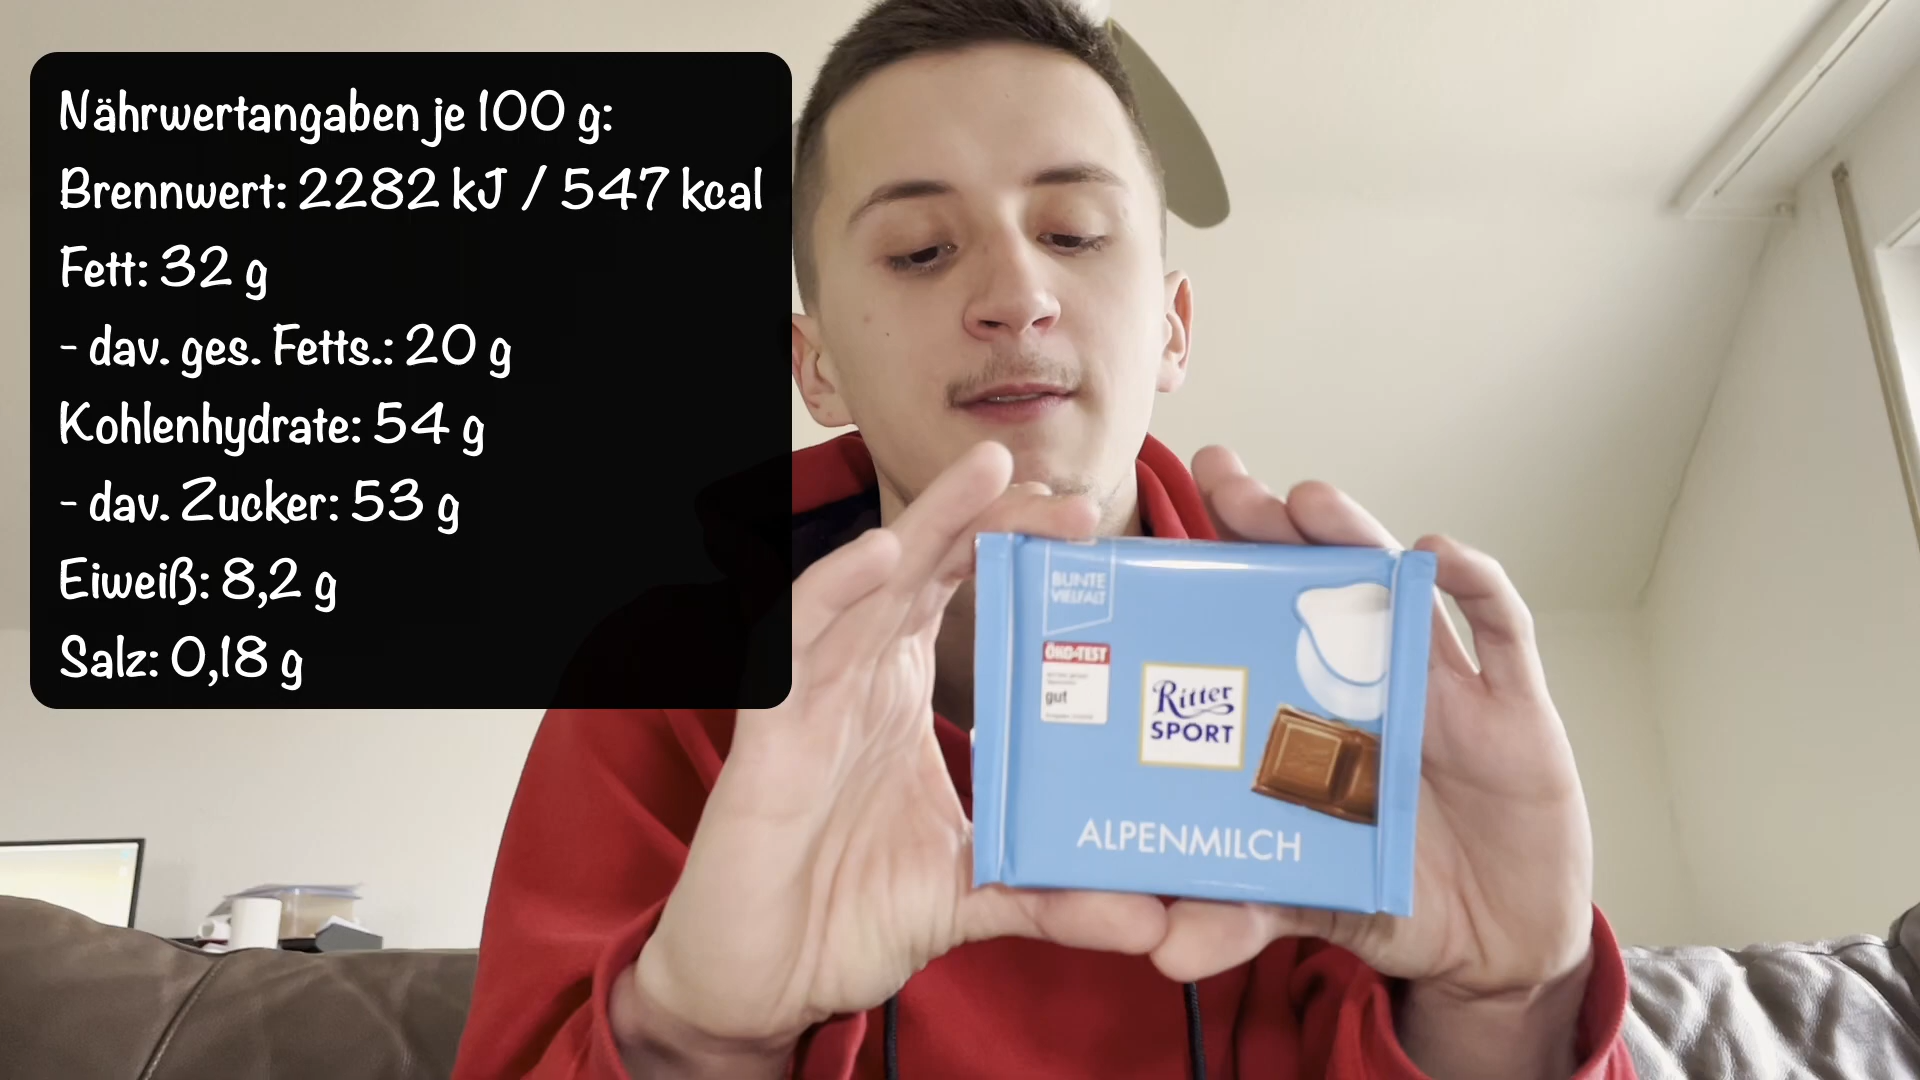 Nährwertangaben je 100 g:
Brennwert: 2282 kJ / 547 kcal
Fett: 32 g
- dav. ges. Fetts.: 20 g
Kohlenhydrate: 54 g
- dav. Zucker: 53 g
Eiweiß: 8,2 g
Salz: 0,18 g
BUNTE
VIELFALT
ÖKO-TEST
gut
Ritter
SPORT
ALPENMILCH